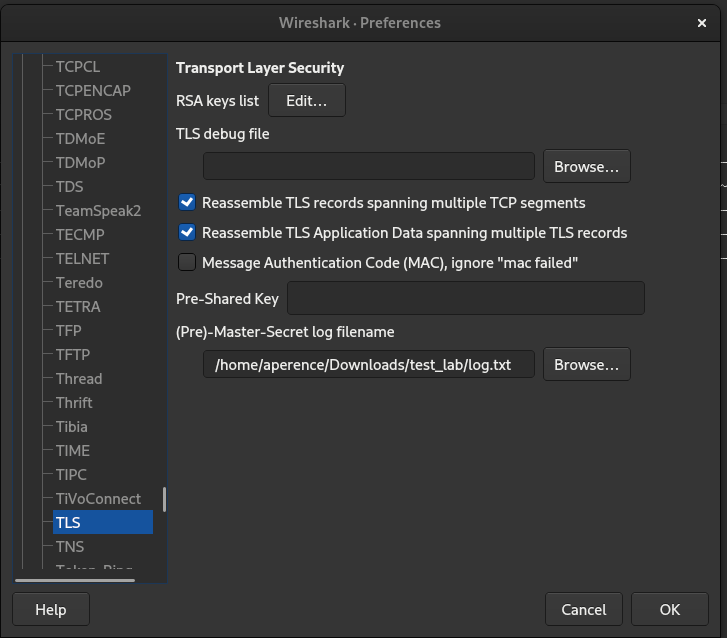 Wireshark · Preferences
TCPCL
TCPENCAP
TCPROS
TDMoE
TDMoP
TDS
TeamSpeak2
TECMP
TELNET
Teredo
TETRA
TFP
TFTP
Thread
Thrift
Tibia
TIME
TIPC
TiVoConnect
TLS
TNS
Token-Ring
Transport Layer Security
RSA keys list Edit...
TLS debug file
Browse...
Reassemble TLS records spanning multiple TCP segments
Reassemble TLS Application Data spanning multiple TLS records
Message Authentication Code (MAC), ignore "mac failed"
Pre-Shared Key
(Pre)-Master-Secret log filename
/home/aperence/Downloads/test_lab/log.txt Browse...
Help Cancel OK